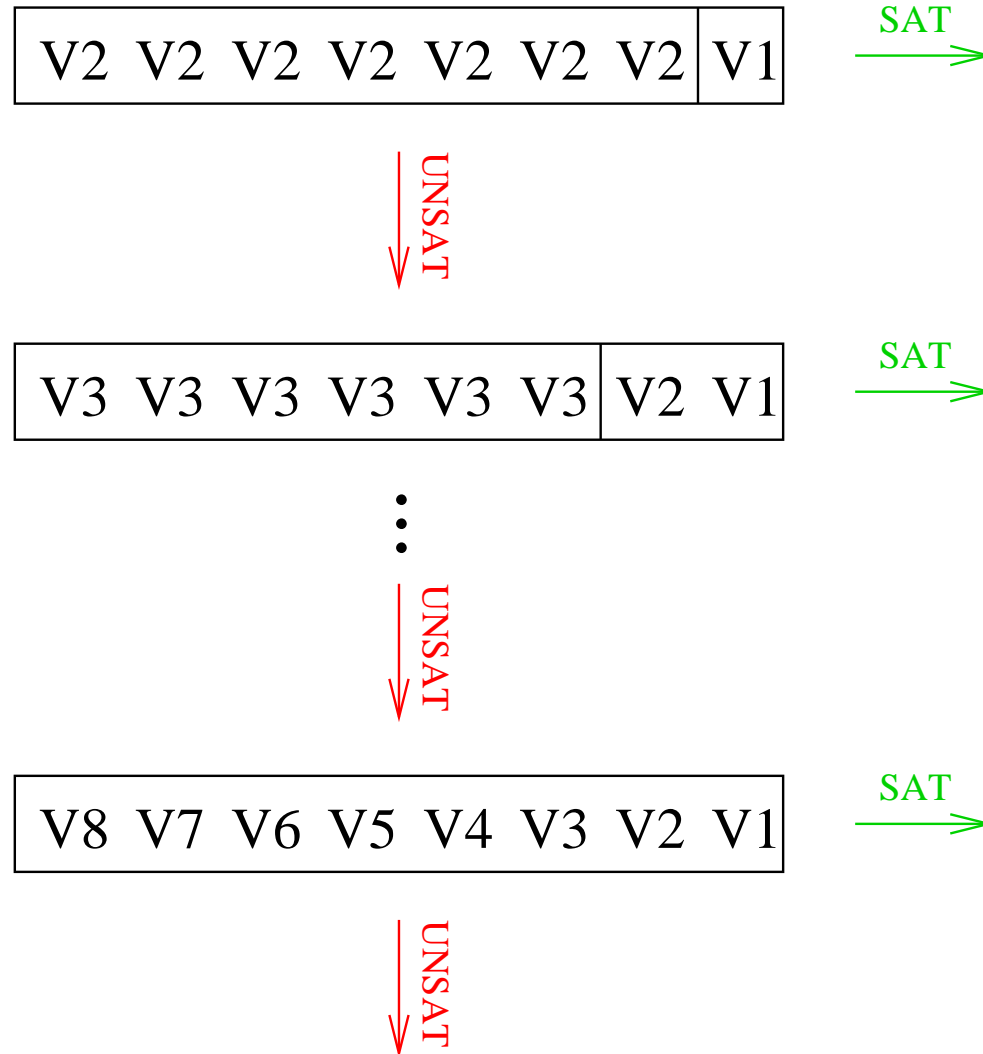 V2 V2 V2 V2 V2 V2 V2 V1
SAT
UNSAT
V3 V3 V3 V3 V3 V3 V2 V1
SAT
UNSAT
V8 V7 V6 V5 V4 V3 V2 V1
SAT
UNSAT